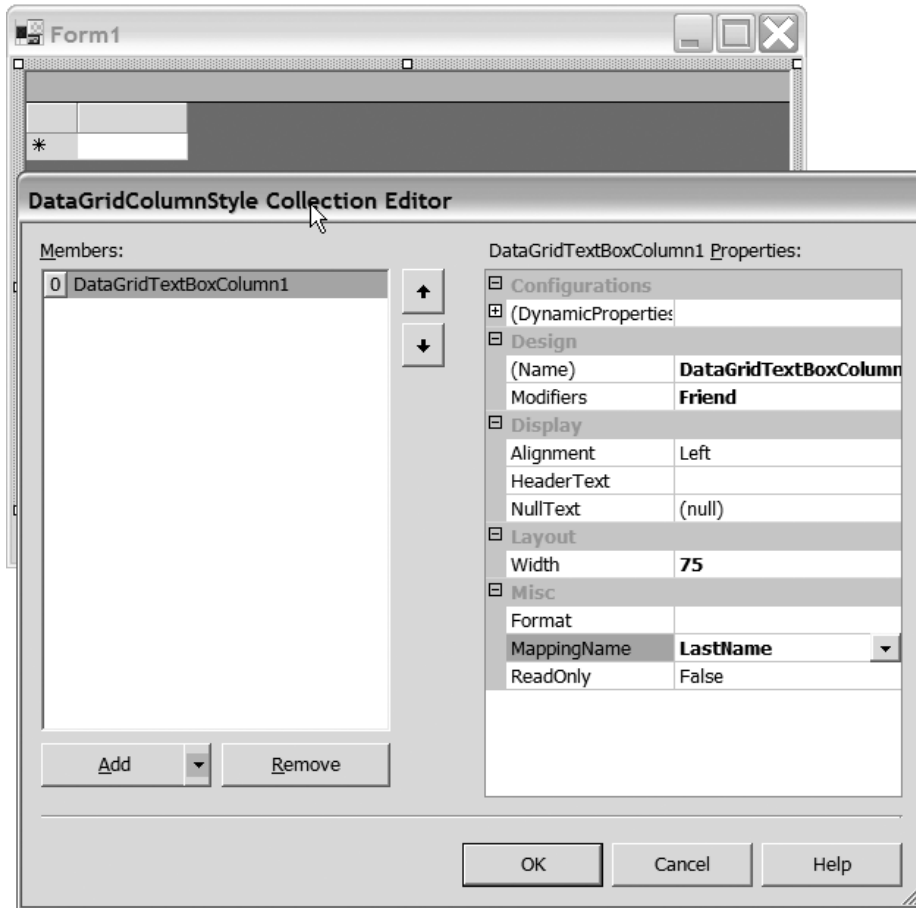 Form1
*
DataGridColumnStyle Collection Editor
Members:
0 DataGridTextBoxColumn1
Add
Remove
DataGridTextBoxColumn1 Properties:
Configurations
(DynamicProperties
Design
(Name) DataGridTextBoxColumn
Modifiers Friend
Display
Alignment Left
HeaderText
NullText (null)
Layout
Width 75
Misc
Format
MappingName LastName
ReadOnly False
OK Cancel Help